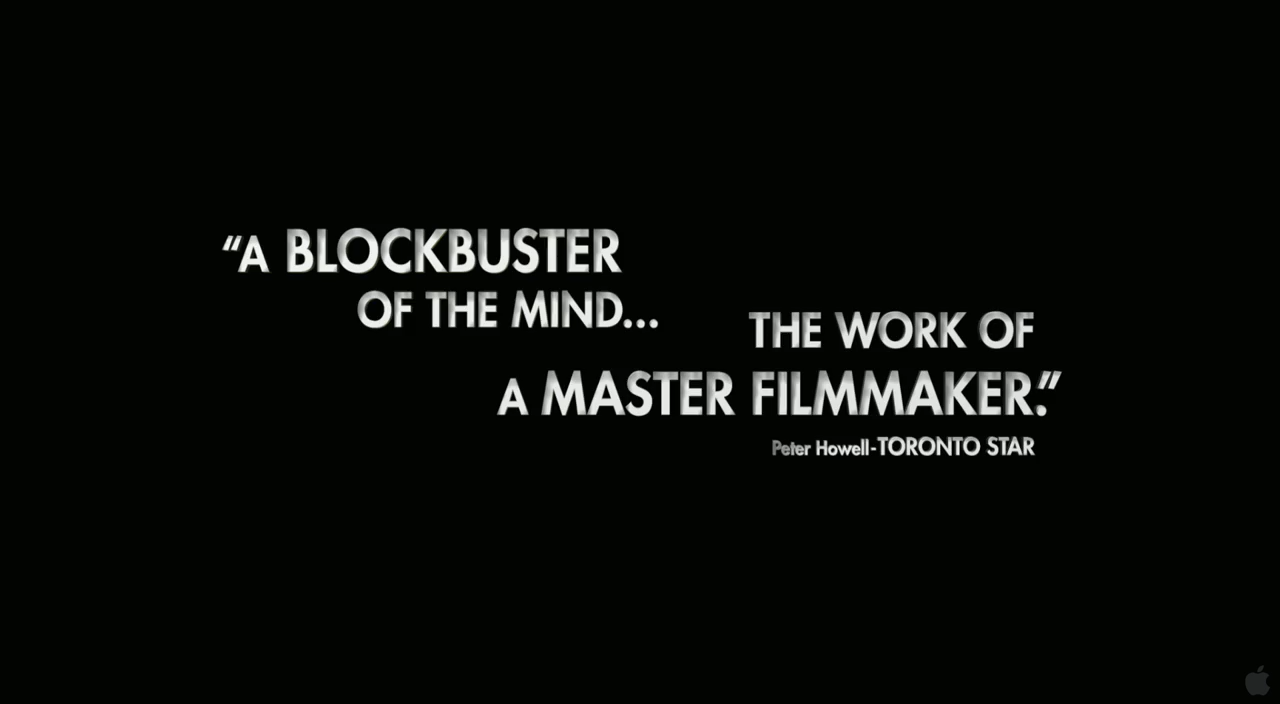 “A BLOCKBUSTER
OF THE MIND...
THE WORK OF
A MASTER FILMMAKER.”
Peter Howell-TORONTO STAR